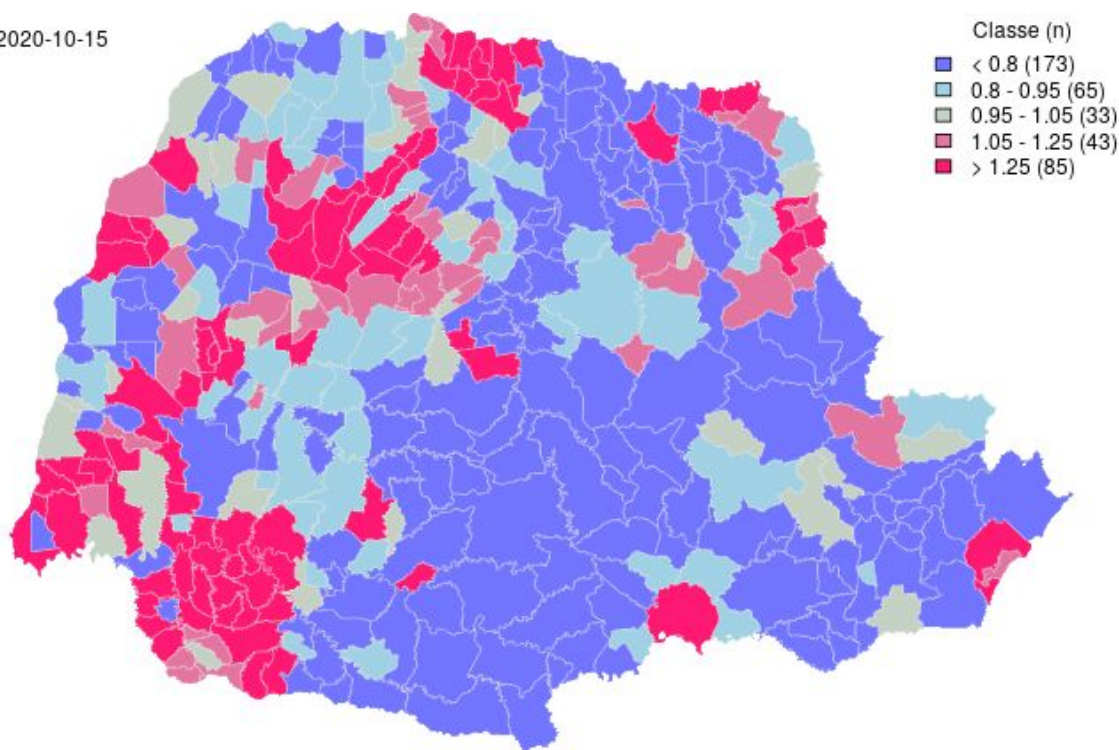 2020-10-15
Classe (n)
< 0.8 (173)
0.8 - 0.95 (65)
0.95 - 1.05 (33)
1.05 - 1.25 (43)
> 1.25 (85)